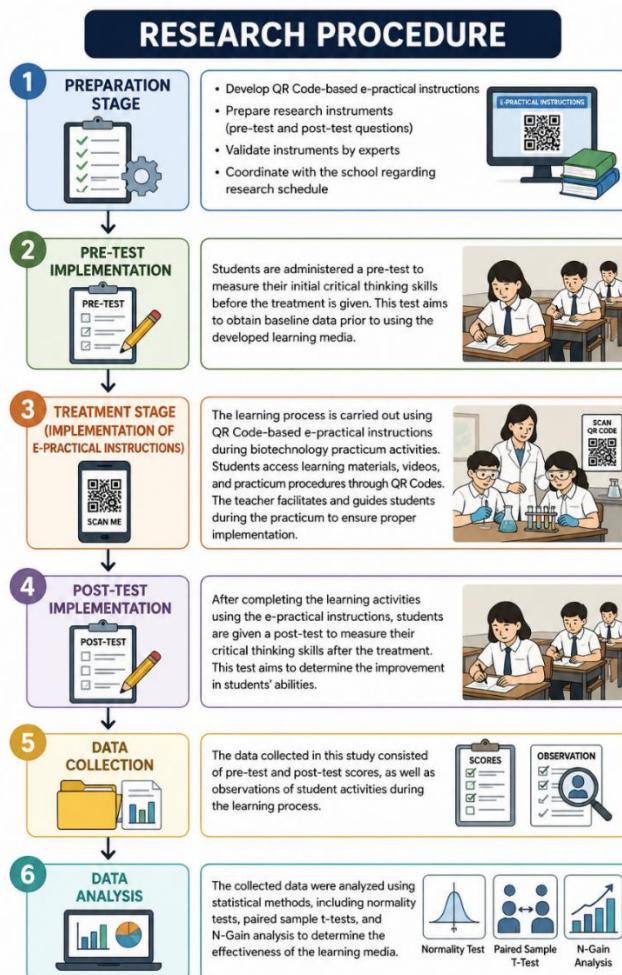 RESEARCH PROCEDURE
1
PREPARATION
STAGE
• Develop QR Code-based e-practical instructions
• Prepare research instruments
(pre-test and post-test questions)
• Validate instruments by experts
• Coordinate with the school regarding
research schedule
E-PRACTICAL INSTRUCTIONS
2
PRE-TEST
IMPLEMENTATION
PRE-TEST
Students are administered a pre-test to
measure their initial critical thinking skills
before the treatment is given. This test aims
to obtain baseline data prior to using the
developed learning media.
3
TREATMENT STAGE
(IMPLEMENTATION OF
E-PRACTICAL INSTRUCTIONS)
SCAN ME
The learning process is carried out using
QR Code-based e-practical instructions
during biotechnology practicum activities.
Students access learning materials, videos,
and practicum procedures through QR Codes.
The teacher facilitates and guides students
during the practicum to ensure proper
implementation.
SCAN
QR CODE
4
POST-TEST
IMPLEMENTATION
POST-TEST
After completing the learning activities
using the e-practical instructions, students
are given a post-test to measure their
critical thinking skills after the treatment.
This test aims to determine the improvement
in students' abilities.
5
DATA
COLLECTION
The data collected in this study consisted
of pre-test and post-test scores, as well as
observations of student activities during
the learning process.
SCORES
OBSERVATION
6
DATA
ANALYSIS
The collected data were analyzed using
statistical methods, including normality
tests, paired sample t-tests, and
N-Gain analysis to determine the
effectiveness of the learning media.
Normality Test
Paired Sample
T-Test
N-Gain
Analysis